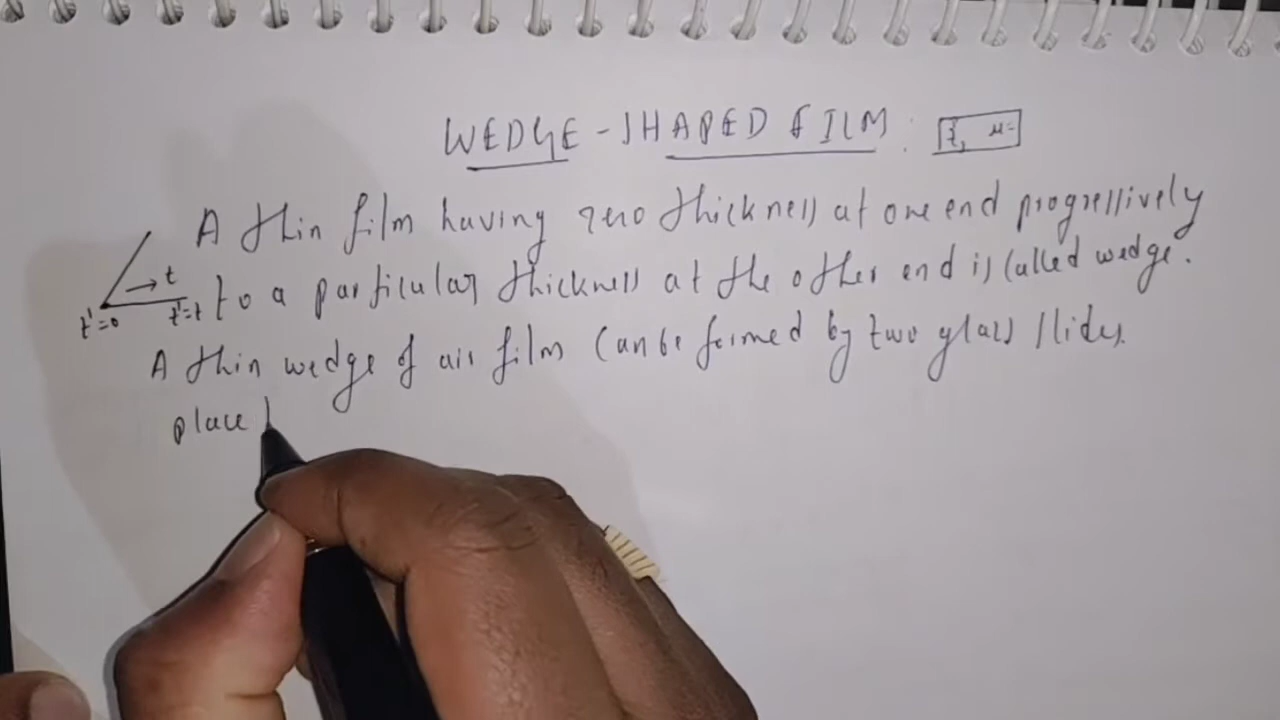 WEDGE-SHAPED FILM: t, μ=
A thin film having zero thickness at one end progressively
t
to a particular thickness at the other end is called wedge.
t'=0 t'=t
A thin wedge of air film can be formed by two glass slides
place